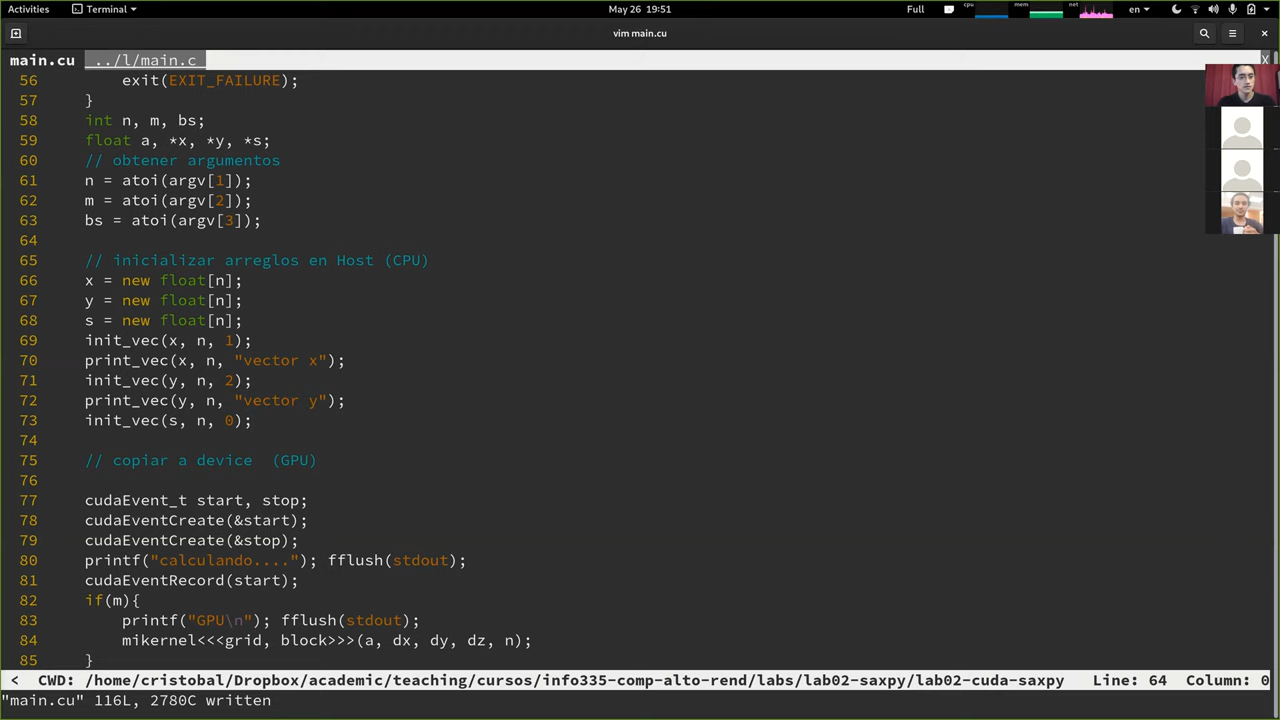 Activities Terminal May 26 19:51 Full cpu mem net en
vim main.cu
main.cu ../l/main.c X
56 exit(EXIT_FAILURE);
57 }
58 int n, m, bs;
59 float a, *x, *y, *s;
60 // obtener argumentos
61 n = atoi(argv[1]);
62 m = atoi(argv[2]);
63 bs = atoi(argv[3]);
64
65 // inicializar arreglos en Host (CPU)
66 x = new float[n];
67 y = new float[n];
68 s = new float[n];
69 init_vec(x, n, 1);
70 print_vec(x, n, "vector x");
71 init_vec(y, n, 2);
72 print_vec(y, n, "vector y");
73 init_vec(s, n, 0);
74
75 // copiar a device  (GPU)
76
77 cudaEvent_t start, stop;
78 cudaEventCreate(&start);
79 cudaEventCreate(&stop);
80 printf("calculando...."); fflush(stdout);
81 cudaEventRecord(start);
82 if(m){
83 printf("GPU\n"); fflush(stdout);
84 mikernel<<<grid, block>>>(a, dx, dy, dz, n);
85 }
< CWD: /home/cristobal/Dropbox/academic/teaching/cursos/info335-comp-alto-rend/labs/lab02-saxpy/lab02-cuda-saxpy Line: 64 Column: 0
"main.cu" 116L, 2780C written